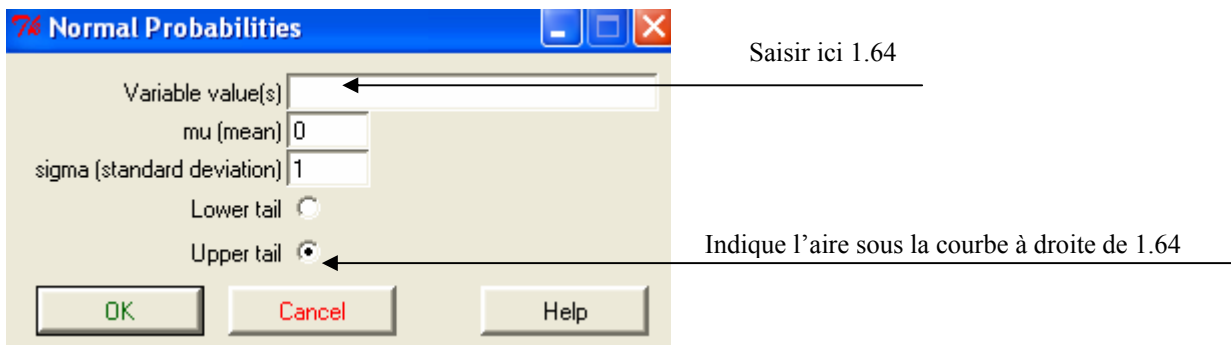 Normal Probabilities
Saisir ici 1.64
Variable value(s)
mu (mean) 0
sigma (standard deviation) 1
Lower tail
Upper tail
Indique l’aire sous la courbe à droite de 1.64
OK Cancel Help